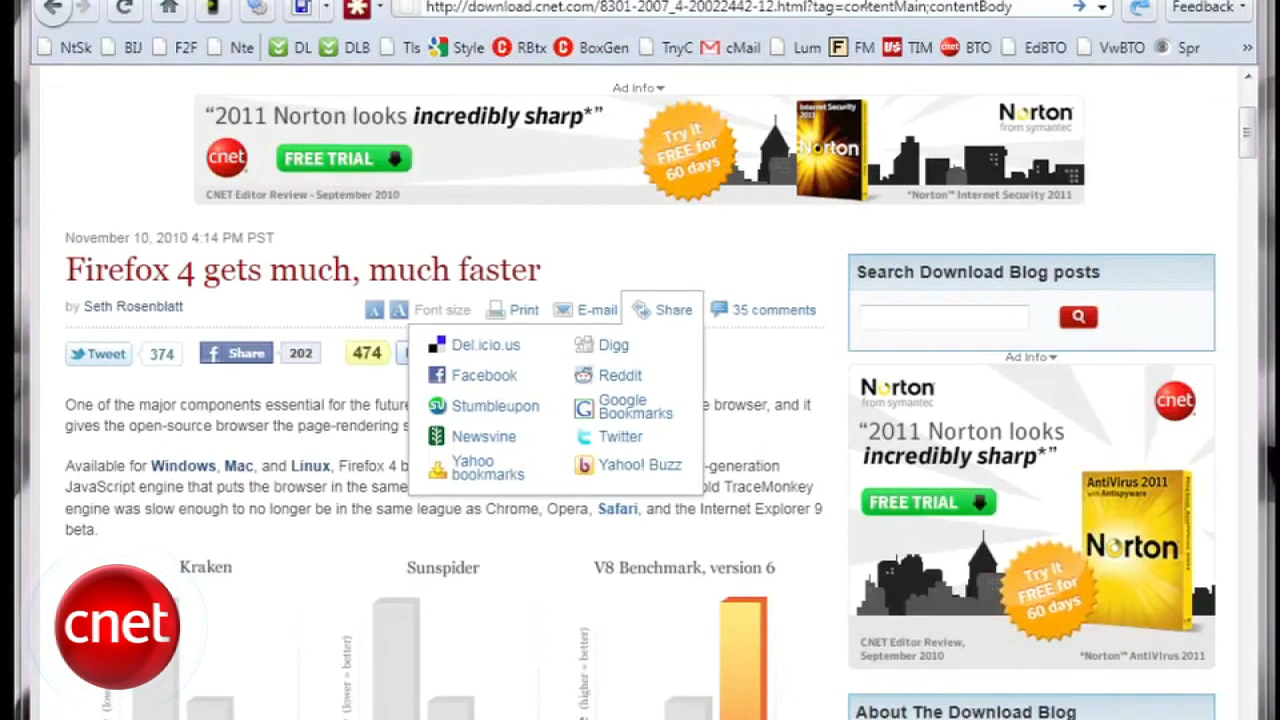 http://download.cnet.com/8301-2007_4-20022442-12.html?tag=contentMain;contentBody
Feedback
NtSk BIJ F2F Nte DL DLB Tls Style RBtx BoxGen TnyC cMail Lum FM TIM BTO EdBTO VwBTO Spr »
Ad Info
“2011 Norton looks incredibly sharp*”
cnet
FREE TRIAL
CNET Editor Review - September 2010
Try it FREE for 60 days
Internet Security 2011
Norton
Norton
from symantec
*Norton™ Internet Security 2011
November 10, 2010 4:14 PM PST
Firefox 4 gets much, much faster
by Seth Rosenblatt
A A Font size Print E-mail Share 35 comments
Tweet 374 Share 202 474
Del.icio.us Digg
Facebook Reddit
Stumbleupon Google Bookmarks
Newsvine Twitter
Yahoo bookmarks Yahoo! Buzz
One of the major components essential for the futur e browser, and it
gives the open-source browser the page-rendering s
Available for Windows, Mac, and Linux, Firefox 4 b -generation
JavaScript engine that puts the browser in the same old TraceMonkey
engine was slow enough to no longer be in the same league as Chrome, Opera, Safari, and the Internet Explorer 9
beta.
Kraken Sunspider V8 Benchmark, version 6
(lower = better)
(higher = better)
cnet
Search Download Blog posts
Ad Info
Norton
from symantec
cnet
“2011 Norton looks
incredibly sharp*”
FREE TRIAL
AntiVirus 2011
with Antispyware
Norton
Try it FREE for 60 days
CNET Editor Review,
September 2010
*Norton™ AntiVirus 2011
About The Download Blog